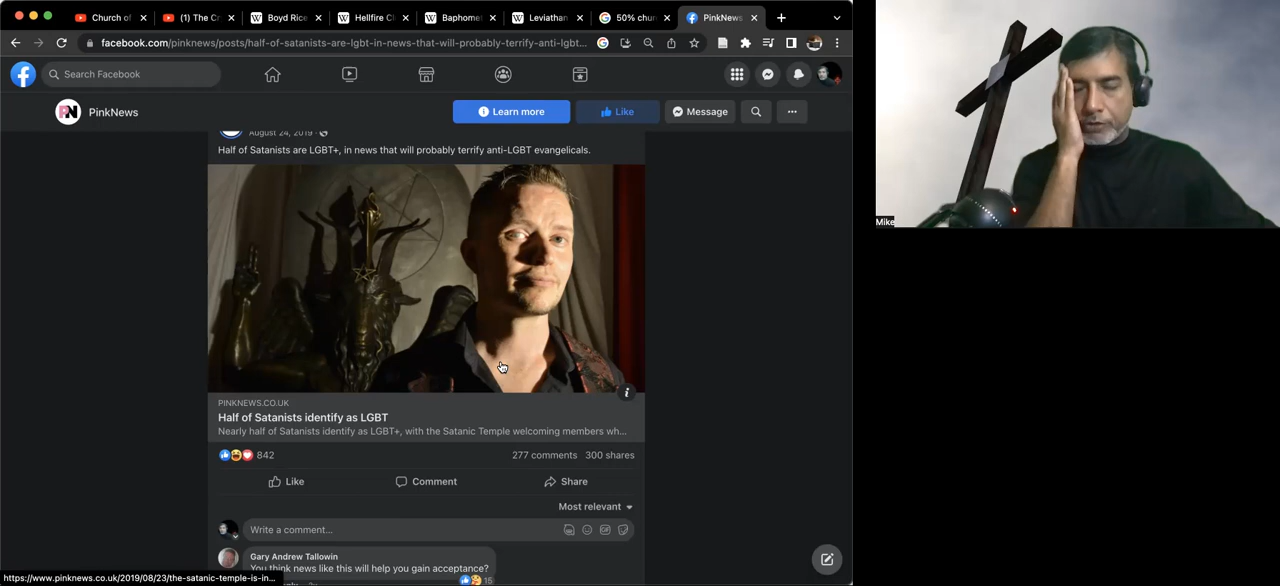 Church of
(1) The Cr
Boyd Rice
Hellfire Cl
Baphomet
Leviathan
50% chur
PinkNews
facebook.com/pinknews/posts/half-of-satanists-are-lgbt-in-news-that-will-probably-terrify-anti-lgbt...
Search Facebook
PN
PinkNews
Learn more
Like
Message
August 24, 2019
Half of Satanists are LGBT+, in news that will probably terrify anti-LGBT evangelicals.
PINKNEWS.CO.UK
Half of Satanists identify as LGBT
Nearly half of Satanists identify as LGBT+, with the Satanic Temple welcoming members wh...
842
277 comments
300 shares
Like
Comment
Share
Most relevant
Write a comment...
GIF
Gary Andrew Tallowin
You think news like this will help you gain acceptance?
15
https://www.pinknews.co.uk/2019/08/23/the-satanic-temple-is-in...
Mike